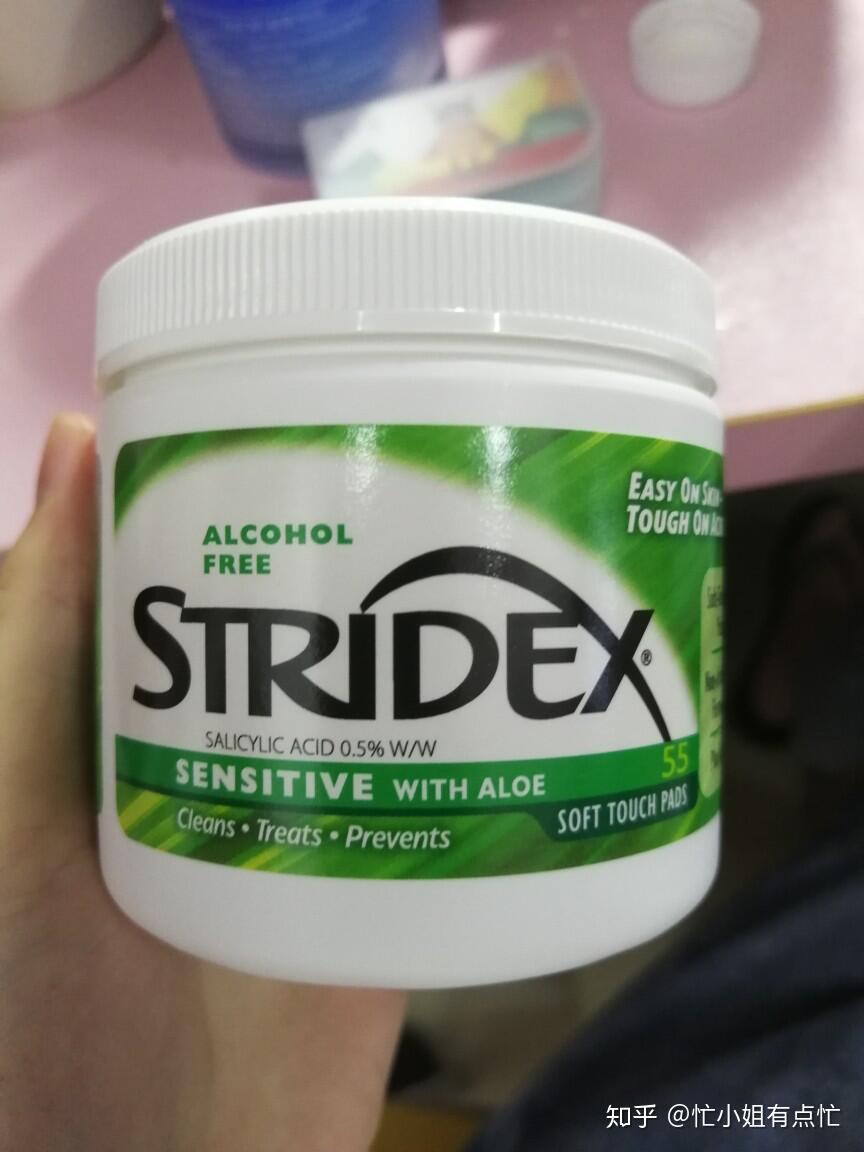 EASY ON SKIN
TOUGH ON
ALCOHOL
FREE
STRIDEX®
SALICYLIC ACID 0.5% W/W
SENSITIVE WITH ALOE
55
SOFT TOUCH PADS
Cleans • Treats • Prevents
知乎 @忙小姐有点忙